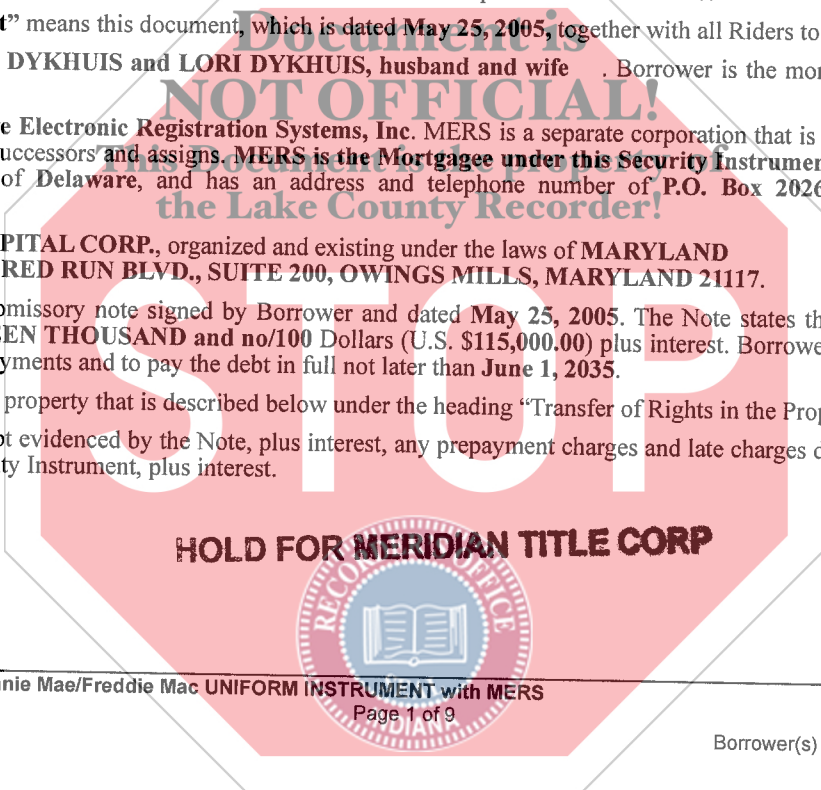 t” means this document, which is dated May 25, 2005, together with all Riders to
DYKHUIS and LORI DYKHUIS, husband and wife . Borrower is the mor
e Electronic Registration Systems, Inc. MERS is a separate corporation that is
uccessors and assigns. MERS is the Mortgagee under this Security Instrumen
of Delaware, and has an address and telephone number of P.O. Box 2026
PITAL CORP., organized and existing under the laws of MARYLAND
RED RUN BLVD., SUITE 200, OWINGS MILLS, MARYLAND 21117.
omissory note signed by Borrower and dated May 25, 2005. The Note states th
EEN THOUSAND and no/100 Dollars (U.S. $115,000.00) plus interest. Borrowe
yments and to pay the debt in full not later than June 1, 2035.
property that is described below under the heading “Transfer of Rights in the Prop
bt evidenced by the Note, plus interest, any prepayment charges and late charges d
ty Instrument, plus interest.
Document is
NOT OFFICIAL!
This Document is the property of
the Lake County Recorder!
STOP
HOLD FOR MERIDIAN TITLE CORP
RECORDER'S OFFICE
INDIANA
nnie Mae/Freddie Mac UNIFORM INSTRUMENT with MERS
Page 1 of 9
Borrower(s)